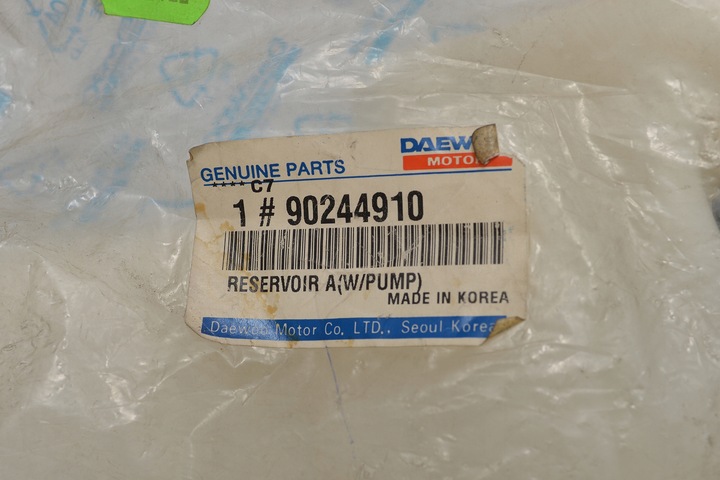 GENUINE PARTS
DAEW
MOTOR
**** C7
1 # 90244910
RESERVOIR A(W/PUMP)
MADE IN KOREA
Daewoo Motor Co. LTD., Seoul Korea